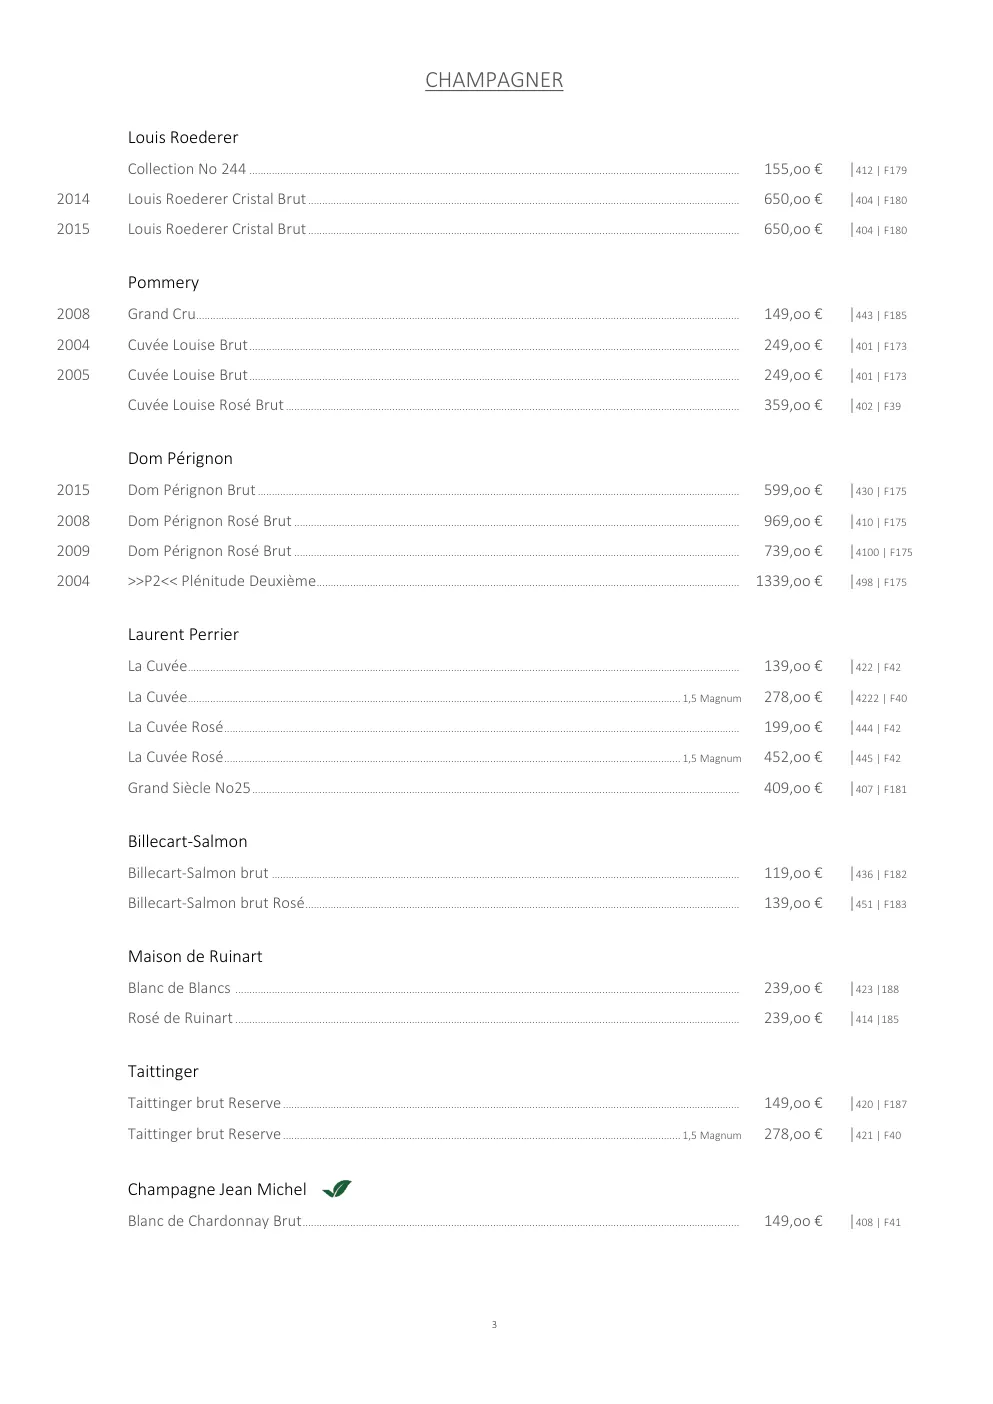 CHAMPAGNER
Louis Roederer
Collection No 244 155,oo € | 412 | F179
2014 Louis Roederer Cristal Brut 650,oo € | 404 | F180
2015 Louis Roederer Cristal Brut 650,oo € | 404 | F180
Pommery
2008 Grand Cru 149,oo € | 443 | F185
2004 Cuvée Louise Brut 249,oo € | 401 | F173
2005 Cuvée Louise Brut 249,oo € | 401 | F173
Cuvée Louise Rosé Brut 359,oo € | 402 | F39
Dom Pérignon
2015 Dom Pérignon Brut 599,oo € | 430 | F175
2008 Dom Pérignon Rosé Brut 969,oo € | 410 | F175
2009 Dom Pérignon Rosé Brut 739,oo € | 4100 | F175
2004 >>P2<< Plénitude Deuxième 1339,oo € | 498 | F175
Laurent Perrier
La Cuvée 139,oo € | 422 | F42
La Cuvée 1,5 Magnum 278,oo € | 4222 | F40
La Cuvée Rosé 199,oo € | 444 | F42
La Cuvée Rosé 1,5 Magnum 452,oo € | 445 | F42
Grand Siècle No25 409,oo € | 407 | F181
Billecart-Salmon
Billecart-Salmon brut 119,oo € | 436 | F182
Billecart-Salmon brut Rosé 139,oo € | 451 | F183
Maison de Ruinart
Blanc de Blancs 239,oo € | 423 |188
Rosé de Ruinart 239,oo € | 414 |185
Taittinger
Taittinger brut Reserve 149,oo € | 420 | F187
Taittinger brut Reserve 1,5 Magnum 278,oo € | 421 | F40
Champagne Jean Michel
Blanc de Chardonnay Brut 149,oo € | 408 | F41
3